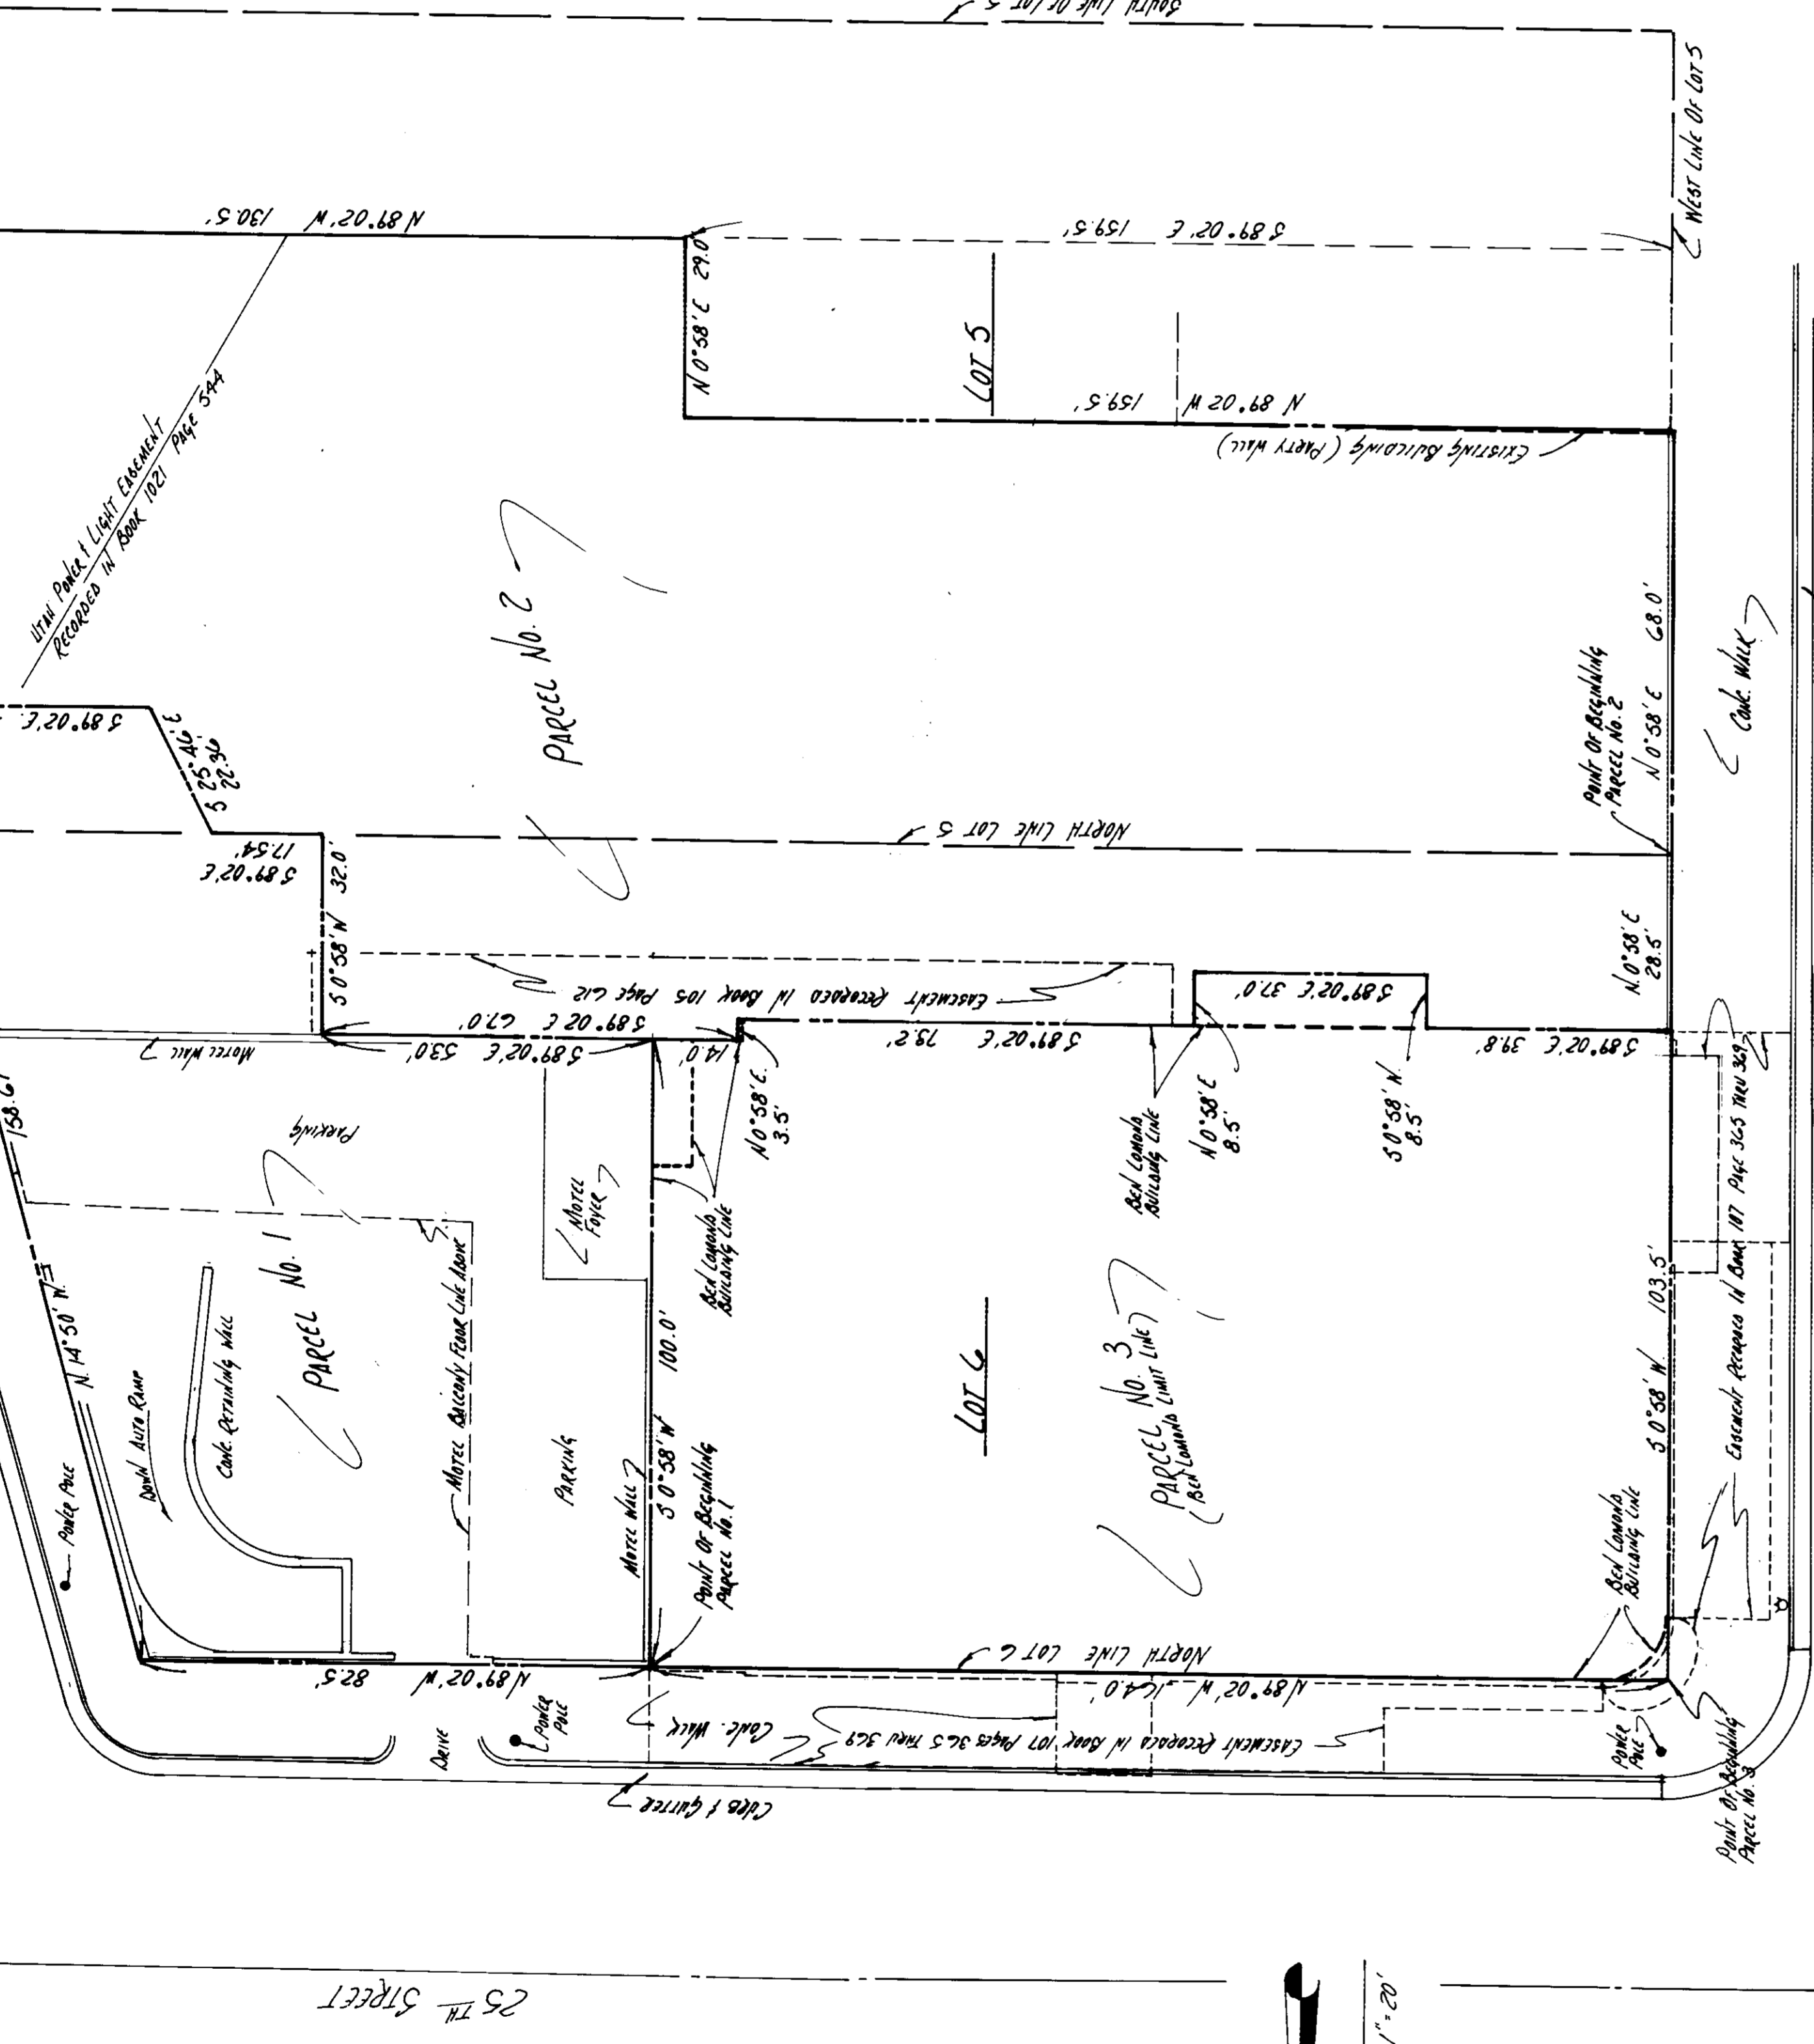 SOUTH LINE OF LOT 5
WEST LINE OF LOT 5
N 89°02' W 130.5'
S 89°02' E 159.5'
N 0°58' E 29.0'
LOT 5
N 89°02' W 159.5'
EXISTING BUILDING (PARTY WALL)
UTAH POWER & LIGHT EASEMENT
RECORDED IN BOOK 1021 PAGE 544
PARCEL No. 2
S 89°02' E
S 25°46' E
22.36
POINT OF BEGINNING
PARCEL No. 2
N 0°58' E 68.0'
CONC. WALK
NORTH LINE LOT 5
S 89°02' E
17.54'
S 0°58' W 32.0'
N. 0°58' E
28.5'
EASEMENT RECORDED IN BOOK 105 PAGE 612
S 89°02' E 67.0'
S 89°02' E 53.0'
14.0'
S 89°02' E 73.2'
S 89°02' E 37.0'
S 89°02' E 39.8'
MOTEL WALL
N 0°58' E.
3.5'
BEN LOMOND
BUILDING LINE
N 0°58' E
8.5'
S 0°58' W.
8.5'
158.61
PARKING
PARCEL No. 1
MOTEL
FOYER
BEN LOMOND
BUILDING LINE
N 14°50' W.
DOWN AUTO RAMP
CONC. RETAINING WALL
MOTEL BALCONY FLOOR LINE ABOVE
PARKING
MOTEL WALL
S 0°58' W 100.0'
POINT OF BEGINNING
PARCEL No. 1
LOT 6
PARCEL No. 3
(BEN LOMOND LIMIT LINE)
S 0°58' W. 103.5'
EASEMENT RECORDED IN BOOK 107 PAGE 365 THRU 369
BEN LOMOND
BUILDING LINE
POWER POLE
NORTH LINE LOT 6
N 89°02' W 82.5'
N 89°02' W 164.0'
DRIVE
POWER
POLE
CONC. WALK
EASEMENT RECORDED IN BOOK 107 PAGES 365 THRU 369
POWER
POLE
POINT OF BEGINNING
PARCEL No. 3
CURB & GUTTER
25TH STREET
1"=20'